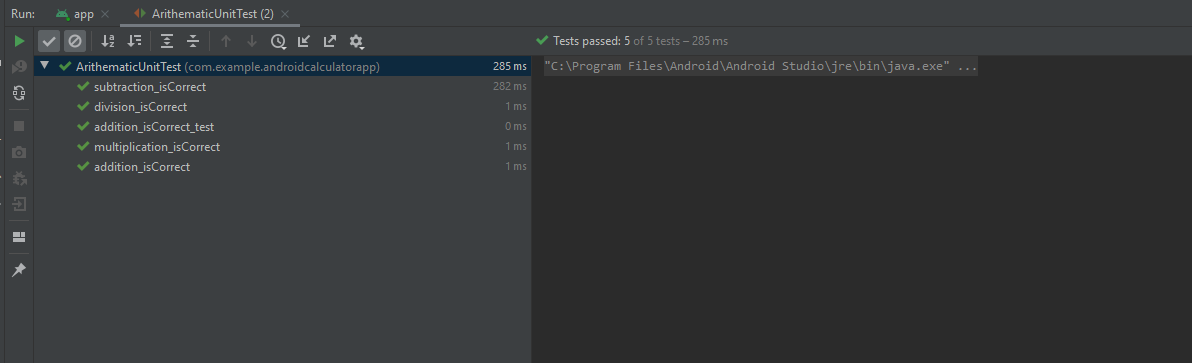 Run: app ArithematicUnitTest (2)
Tests passed: 5 of 5 tests – 285 ms
ArithematicUnitTest (com.example.androidcalculatorapp) 285 ms
"C:\Program Files\Android\Android Studio\jre\bin\java.exe" ...
subtraction_isCorrect 282 ms
division_isCorrect 1 ms
addition_isCorrect_test 0 ms
multiplication_isCorrect 1 ms
addition_isCorrect 1 ms